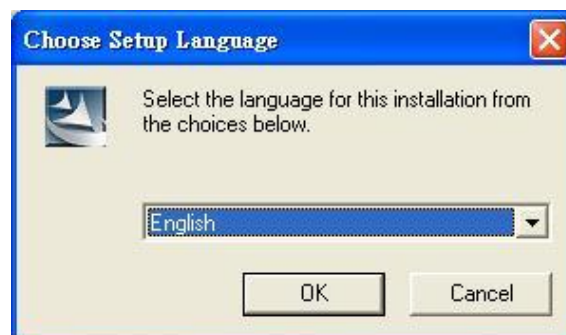 Choose Setup Language
Select the language for this installation from
the choices below.
English
OK
Cancel